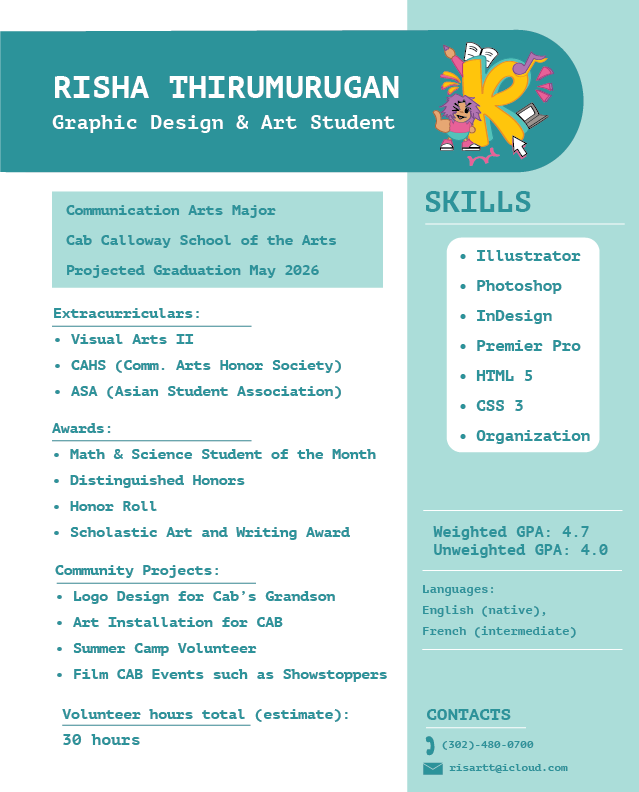 RISHA THIRUMURUGAN
Graphic Design & Art Student
Communication Arts Major
Cab Calloway School of the Arts
Projected Graduation May 2026
Extracurriculars:
• Visual Arts II
• CAHS (Comm. Arts Honor Society)
• ASA (Asian Student Association)
Awards:
• Math & Science Student of the Month
• Distinguished Honors
• Honor Roll
• Scholastic Art and Writing Award
Community Projects:
• Logo Design for Cab's Grandson
• Art Installation for CAB
• Summer Camp Volunteer
• Film CAB Events such as Showstoppers
Volunteer hours total (estimate):
30 hours
R
SKILLS
• Illustrator
• Photoshop
• InDesign
• Premier Pro
• HTML 5
• CSS 3
• Organization
Weighted GPA: 4.7
Unweighted GPA: 4.0
Languages:
English (native),
French (intermediate)
CONTACTS
(302)-480-0700
risartt@icloud.com